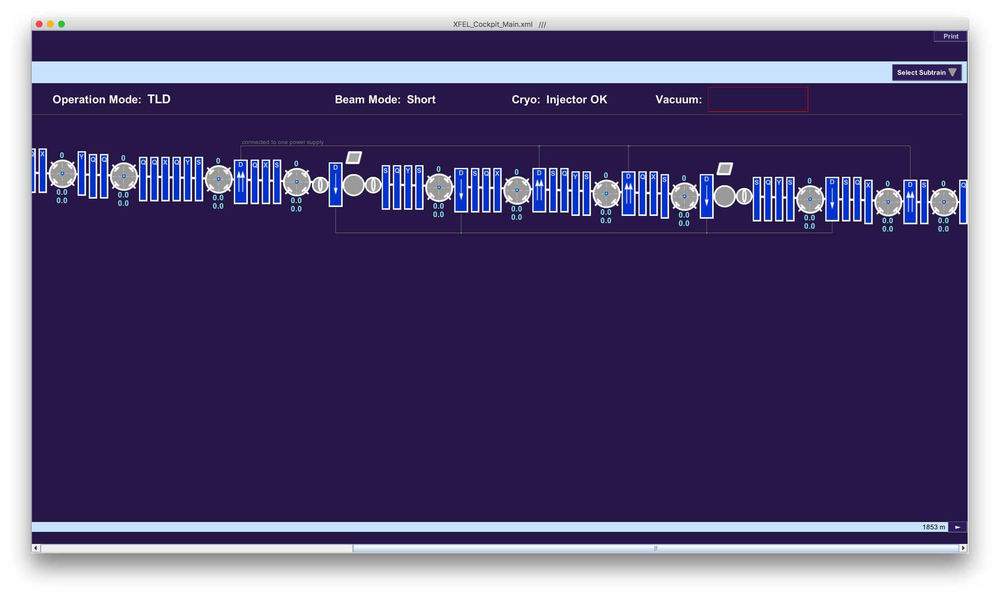 XFEL_Cockpit_Main.xml ///
Print
Select Subtrain
Operation Mode: TLD Beam Mode: Short Cryo: Injector OK Vacuum:
connected to one power supply
Q X 0 Y Q Q 0 Q Q X Q Y S 0 D Q X S 0 D S Q Y S 0 D S Q X 0 D S Q Y S 0 D Q X S 0 D S Q Y S 0 D S Q X 0 D S 0 Q
0.0 0.0 0.0 0.0 0.0 0.0 0.0 0.0 0.0 0.0 0.0
0.0 0.0 0.0 0.0 0.0 0.0 0.0 0.0 0.0 0.0 0.0
1853 m